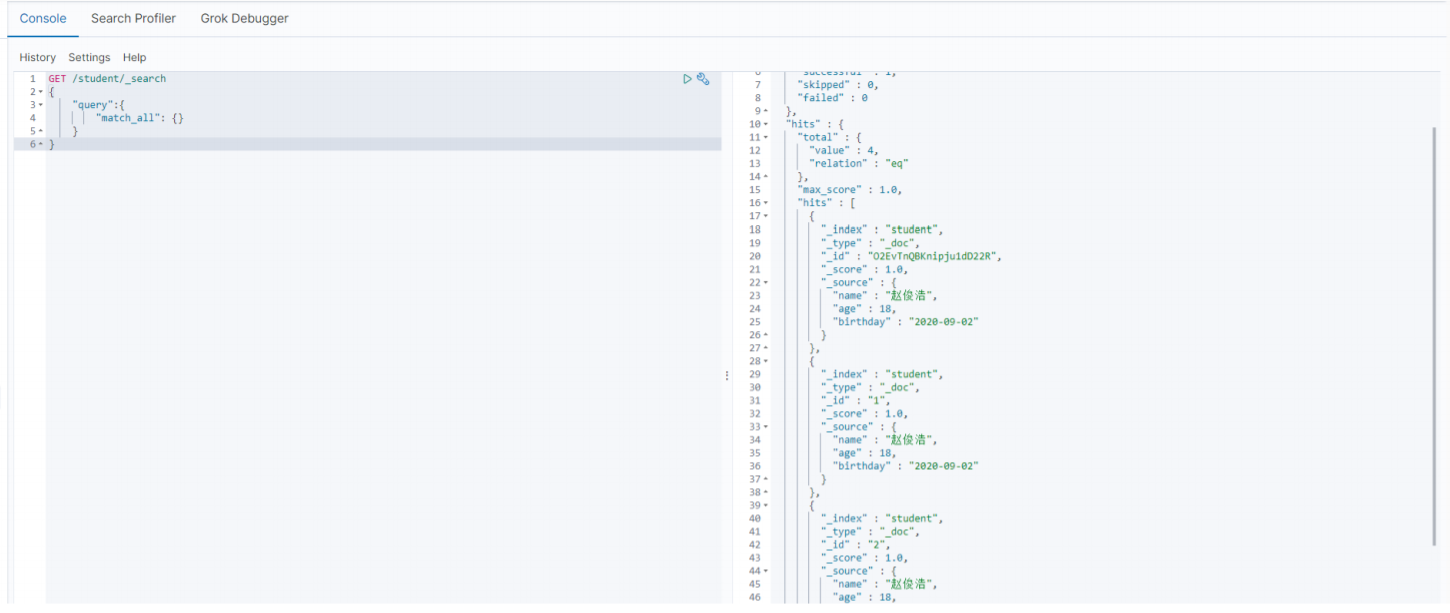 Console Search Profiler Grok Debugger
History Settings Help
1 GET /student/_search
2 {
3 "query":{
4 "match_all": {}
5 }
6 }
6 "successful" : 1,
7 "skipped" : 0,
8 "failed" : 0
9 },
10 "hits" : {
11 "total" : {
12 "value" : 4,
13 "relation" : "eq"
14 },
15 "max_score" : 1.0,
16 "hits" : [
17 {
18 "_index" : "student",
19 "_type" : "_doc",
20 "_id" : "O2EvTnQBKnipju1dD22R",
21 "_score" : 1.0,
22 "_source" : {
23 "name" : "赵俊浩",
24 "age" : 18,
25 "birthday" : "2020-09-02"
26 }
27 },
28 {
29 "_index" : "student",
30 "_type" : "_doc",
31 "_id" : "1",
32 "_score" : 1.0,
33 "_source" : {
34 "name" : "赵俊浩",
35 "age" : 18,
36 "birthday" : "2020-09-02"
37 }
38 },
39 {
40 "_index" : "student",
41 "_type" : "_doc",
42 "_id" : "2",
43 "_score" : 1.0,
44 "_source" : {
45 "name" : "赵俊浩",
46 "age" : 18,